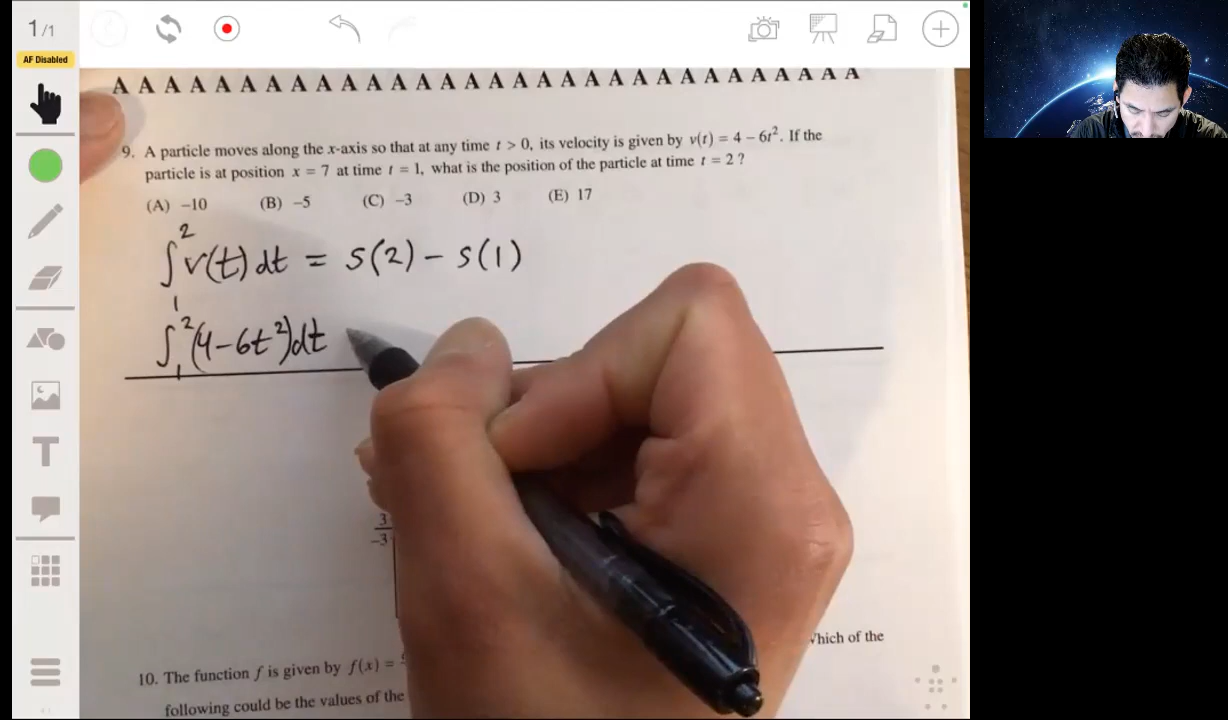 1/1
AF Disabled
A A A A A A A A A A A A A A A A A A A A A A A A A A A A A A
9. A particle moves along the x-axis so that at any time t > 0, its velocity is given by v(t) = 4 − 6t². If the
particle is at position x = 7 at time t = 1, what is the position of the particle at time t = 2 ?
(A) −10 (B) −5 (C) −3 (D) 3 (E) 17
∫₁² v(t) dt = s(2) − s(1)
∫₁² (4−6t²)dt
3
−3
T
10. The function f is given by f(x) =
Which of the
following could be the values of the